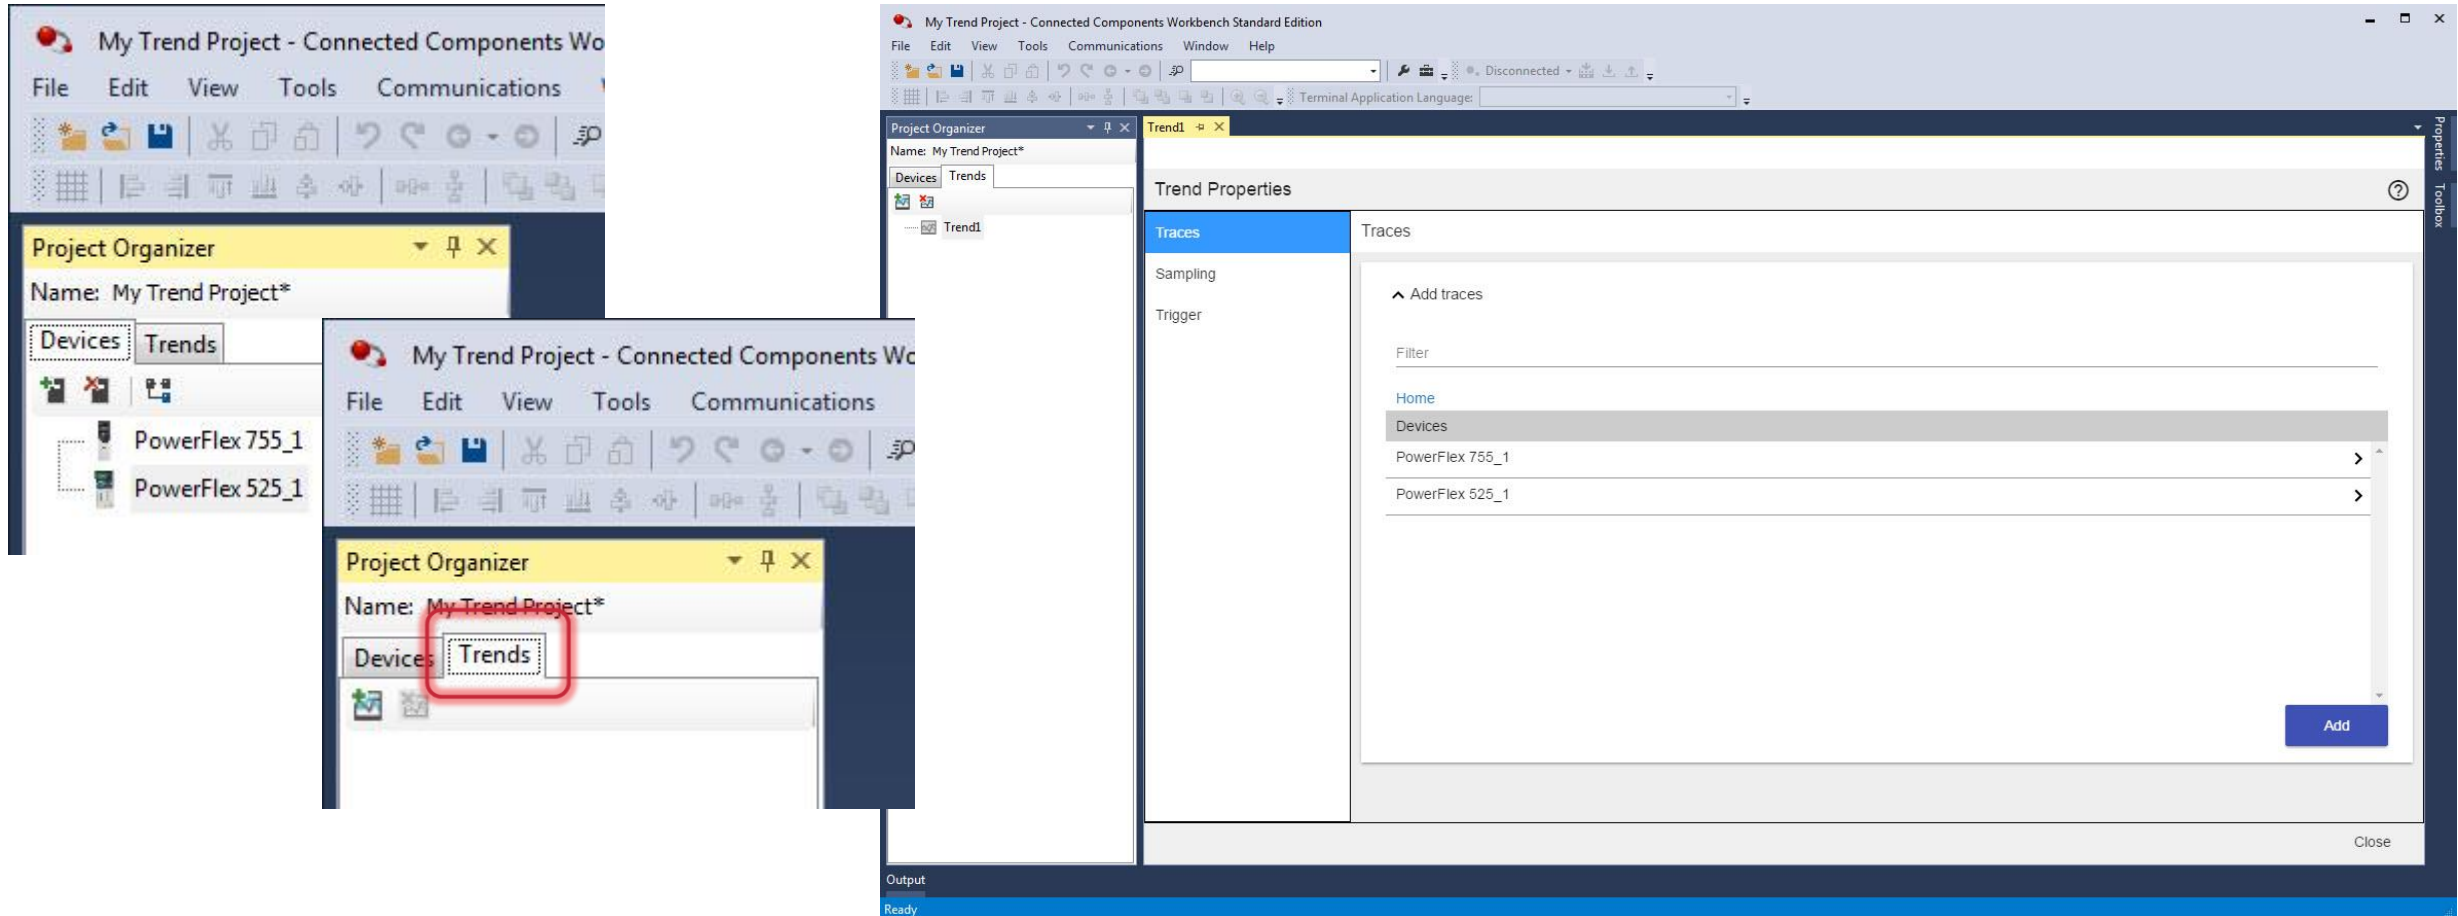 My Trend Project - Connected Components Wo
File Edit View Tools Communications
Project Organizer
Name: My Trend Project*
Devices Trends
PowerFlex 755_1
PowerFlex 525_1
My Trend Project - Connected Components Wo
File Edit View Tools Communications
Project Organizer
Name: My Trend Project*
Devices Trends
My Trend Project - Connected Components Workbench Standard Edition
File Edit View Tools Communications Window Help
Disconnected
Terminal Application Language:
Project Organizer
Name: My Trend Project*
Devices Trends
Trend1
Trend1
Trend Properties
Traces
Sampling
Trigger
Traces
Add traces
Filter
Home
Devices
PowerFlex 755_1
PowerFlex 525_1
Add
Close
Properties
Toolbox
Output
Ready